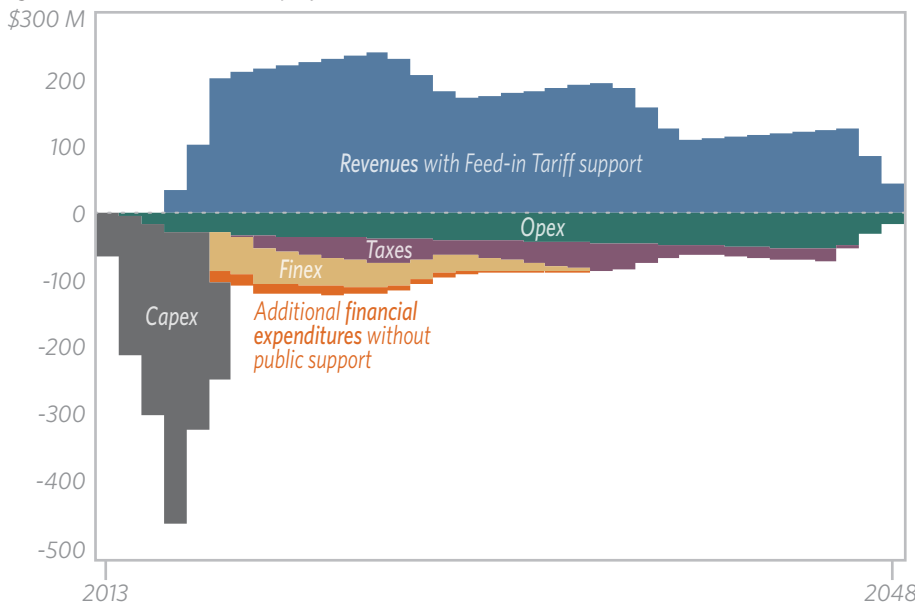 $300 M
200
100
0
-100
-200
-300
-400
-500
Revenues with Feed-in Tariff support
Opex
Taxes
Finex
Capex
Additional financial
expenditures without
public support
2013
2048